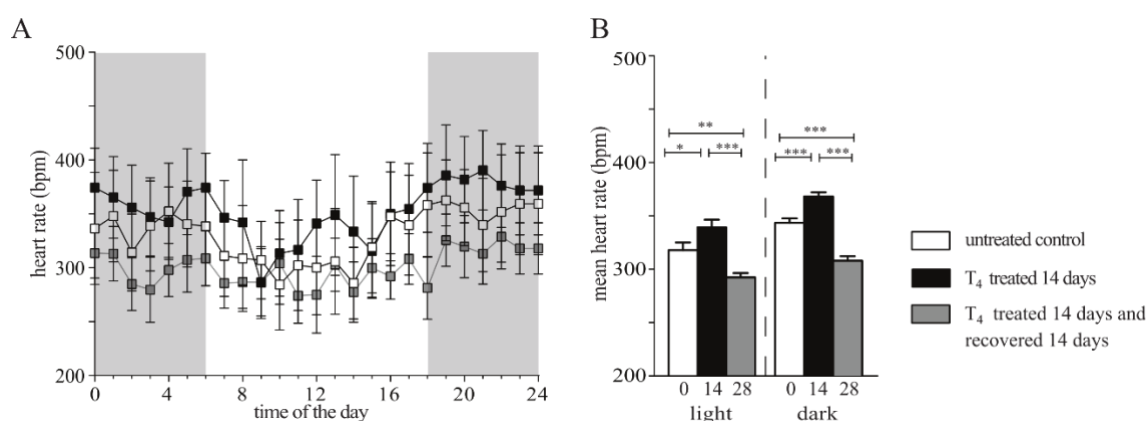 A
500
400
300
200
heart rate (bpm)
0 4 8 12 16 20 24
time of the day
B
500
400
300
200
mean heart rate (bpm)
**
* ***
***
*** ***
0 14 28 0 14 28
light dark
untreated control
T₄ treated 14 days
T₄ treated 14 days and
recovered 14 days